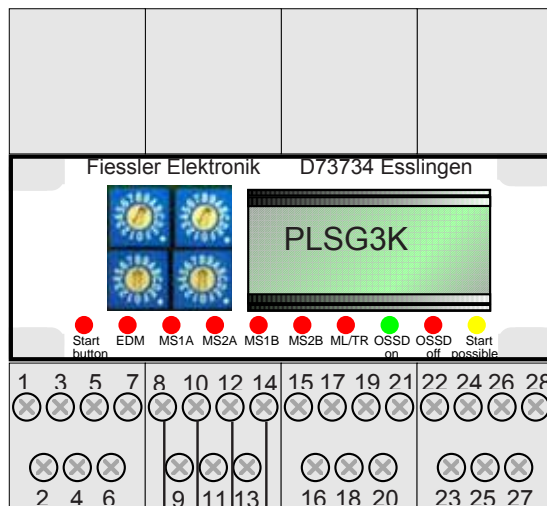 Fiessler Elektronik D73734 Esslingen
PLSG3K
Start button EDM MS1A MS2A MS1B MS2B ML/TR OSSD on OSSD off Start possible
1 3 5 7 8 10 12 14 15 17 19 21 22 24 26 28
2 4 6 9 11 13 16 18 20 23 25 27